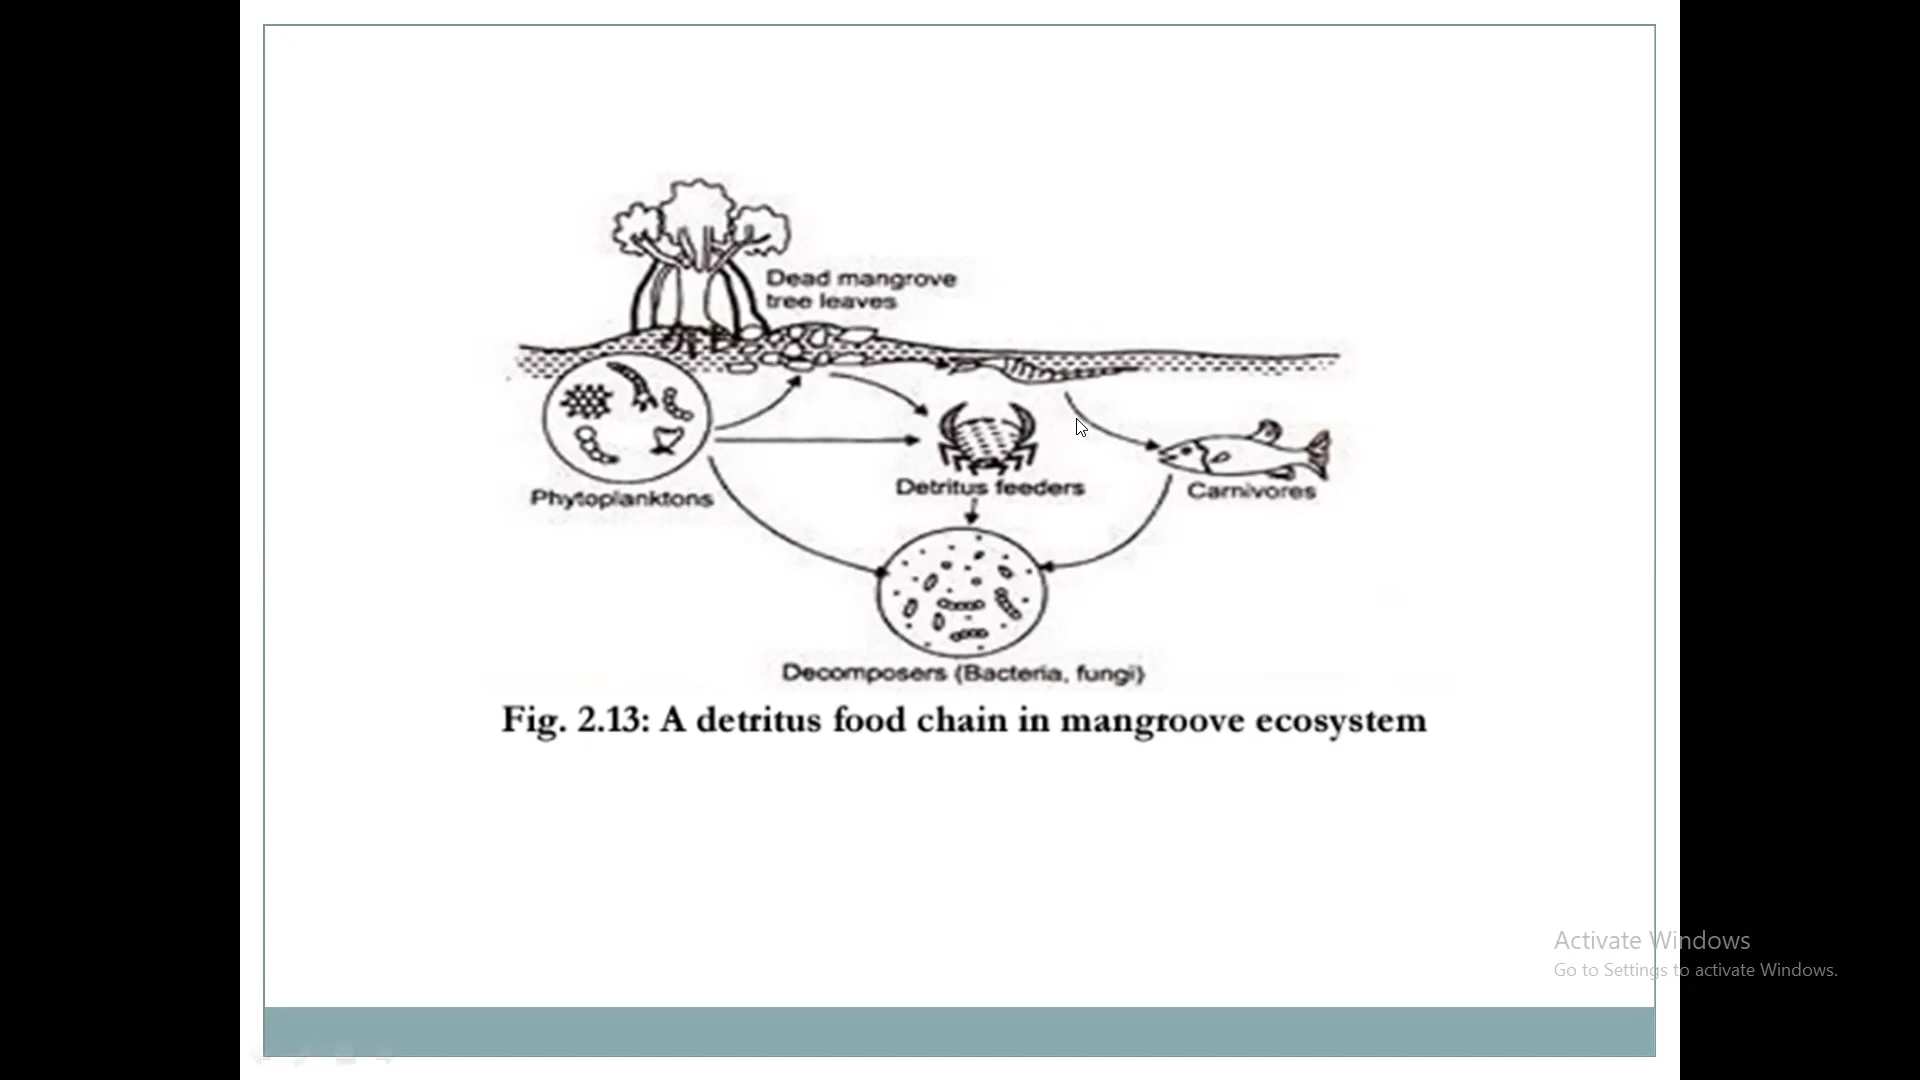 Dead mangrove
tree leaves
Phytoplanktons
Detritus feeders
Carnivores
Decomposers (Bacteria, fungi)
Fig. 2.13: A detritus food chain in mangroove ecosystem
Activate Windows
Go to Settings to activate Windows.